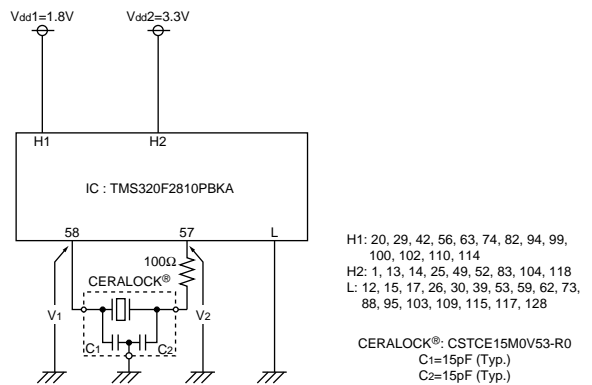 Vdd1=1.8V
Vdd2=3.3V
H1
H2
IC : TMS320F2810PBKA
58
57
L
100Ω
CERALOCK®
V1
V2
C1
C2
H1: 20, 29, 42, 56, 63, 74, 82, 94, 99,
100, 102, 110, 114
H2: 1, 13, 14, 25, 49, 52, 83, 104, 118
L: 12, 15, 17, 26, 30, 39, 53, 59, 62, 73,
88, 95, 103, 109, 115, 117, 128
CERALOCK®: CSTCE15M0V53-R0
C1=15pF (Typ.)
C2=15pF (Typ.)